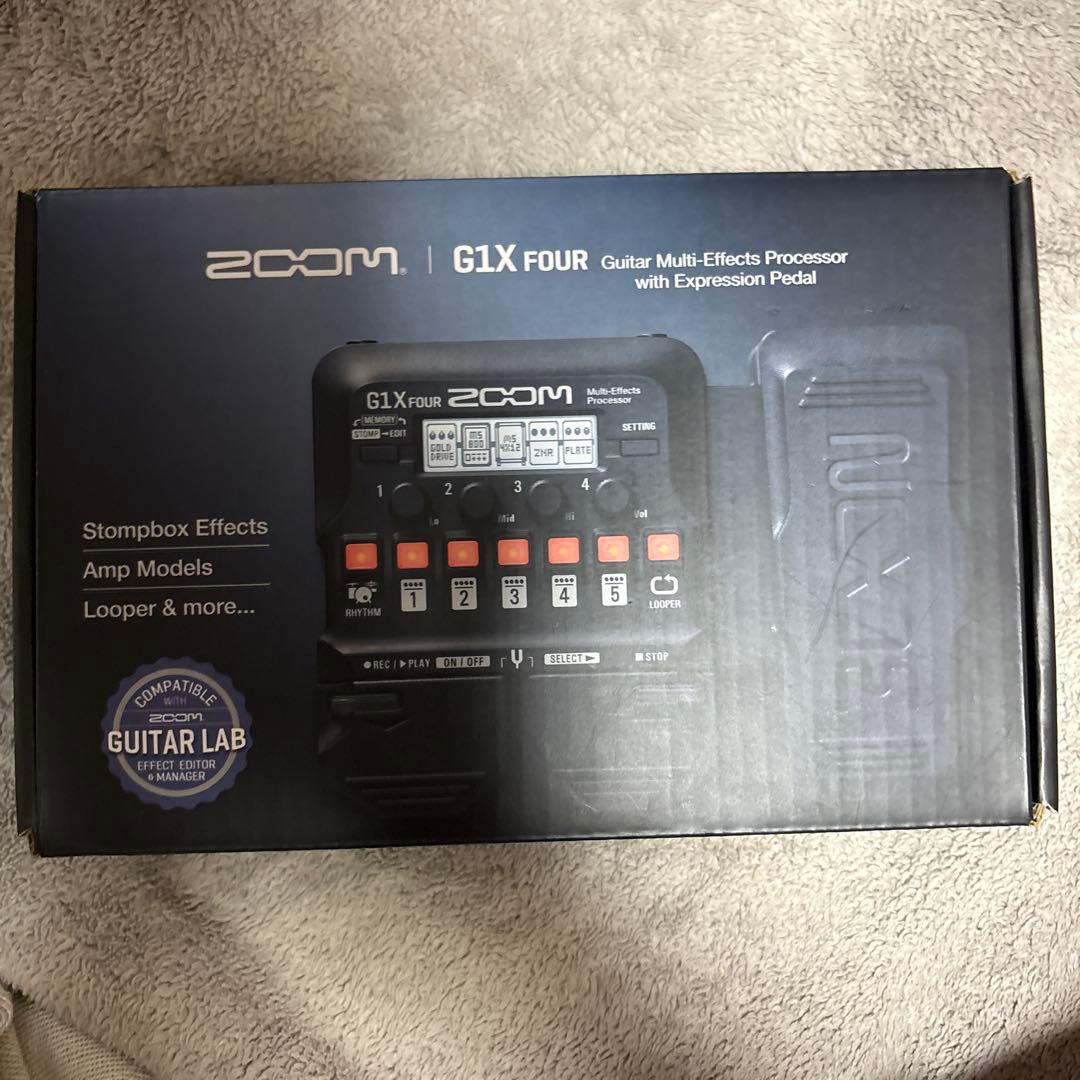 ZOOM® | G1X FOUR Guitar Multi-Effects Processor
with Expression Pedal
G1X FOUR ZOOM Multi-Effects
Processor
MEMORY
STOMP → EDIT
SETTING
GOLD DRIVE
MS 800
MS 4X12
ZNR
PLATE
1 2 3 4
Lo Mid Hi Vol
RHYTHM 1 2 3 4 5 LOOPER
●REC / ▶PLAY ON / OFF SELECT ▶ ■ STOP
ZOOM
Stompbox Effects
Amp Models
Looper & more...
COMPATIBLE
WITH
ZOOM
GUITAR LAB
EFFECT EDITOR
& MANAGER